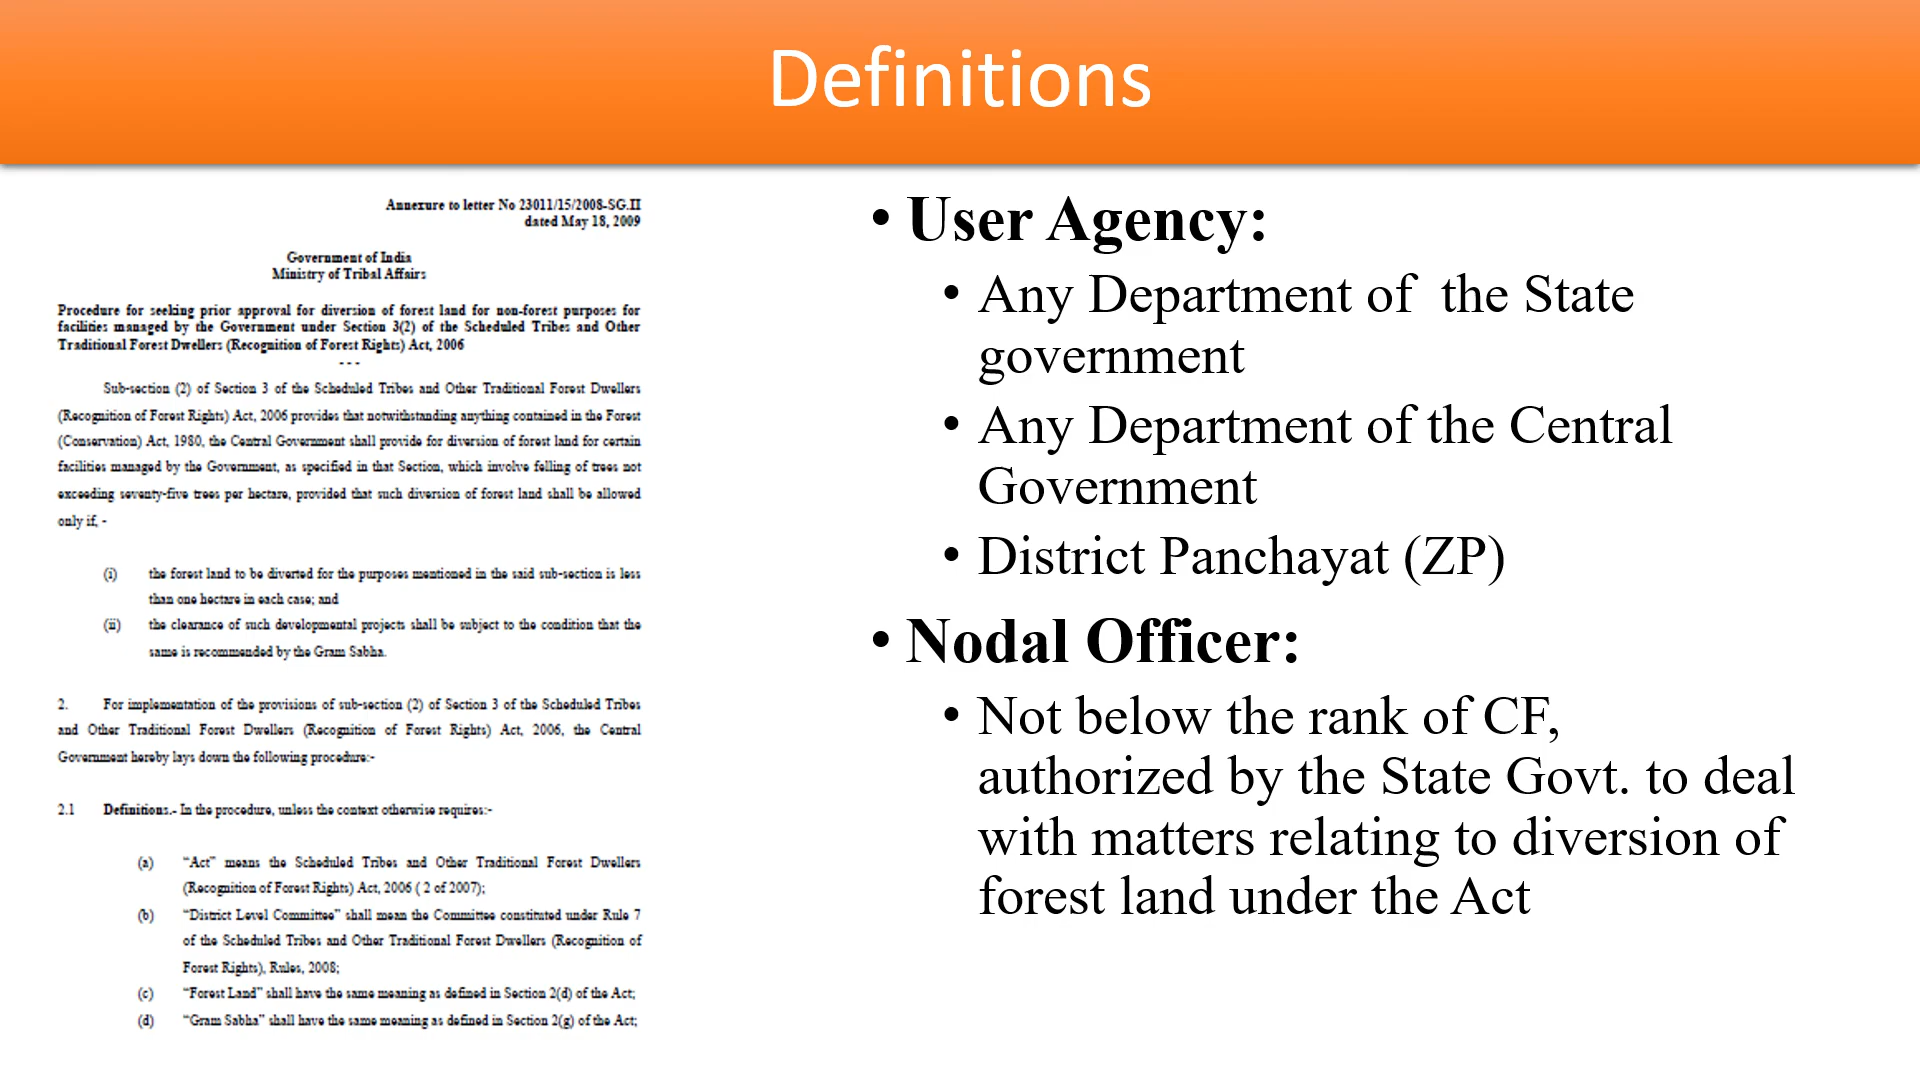 Definitions
Annexure to letter No 23011/15/2008-SG.II
dated May 18, 2009
Government of India
Ministry of Tribal Affairs
Procedure for seeking prior approval for diversion of forest land for non-forest purposes for
facilities managed by the Government under Section 3(2) of the Scheduled Tribes and Other
Traditional Forest Dwellers (Recognition of Forest Rights) Act, 2006
- - -
Sub-section (2) of Section 3 of the Scheduled Tribes and Other Traditional Forest Dwellers
(Recognition of Forest Rights) Act, 2006 provides that notwithstanding anything contained in the Forest
(Conservation) Act, 1980, the Central Government shall provide for diversion of forest land for certain
facilities managed by the Government, as specified in that Section, which involve felling of trees not
exceeding seventy-five trees per hectare, provided that such diversion of forest land shall be allowed
only if, -
(i) the forest land to be diverted for the purposes mentioned in the said sub-section is less
than one hectare in each case; and
(ii) the clearance of such developmental projects shall be subject to the condition that the
same is recommended by the Gram Sabha.
2. For implementation of the provisions of sub-section (2) of Section 3 of the Scheduled Tribes
and Other Traditional Forest Dwellers (Recognition of Forest Rights) Act, 2006, the Central
Government hereby lays down the following procedure:-
2.1 Definitions.- In the procedure, unless the context otherwise requires:-
(a) “Act” means the Scheduled Tribes and Other Traditional Forest Dwellers
(Recognition of Forest Rights) Act, 2006 ( 2 of 2007);
(b) “District Level Committee” shall mean the Committee constituted under Rule 7
of the Scheduled Tribes and Other Traditional Forest Dwellers (Recognition of
Forest Rights), Rules, 2008;
(c) “Forest Land” shall have the same meaning as defined in Section 2(d) of the Act;
(d) “Gram Sabha” shall have the same meaning as defined in Section 2(g) of the Act;
• User Agency:
• Any Department of the State
government
• Any Department of the Central
Government
• District Panchayat (ZP)
• Nodal Officer:
• Not below the rank of CF,
authorized by the State Govt. to deal
with matters relating to diversion of
forest land under the Act